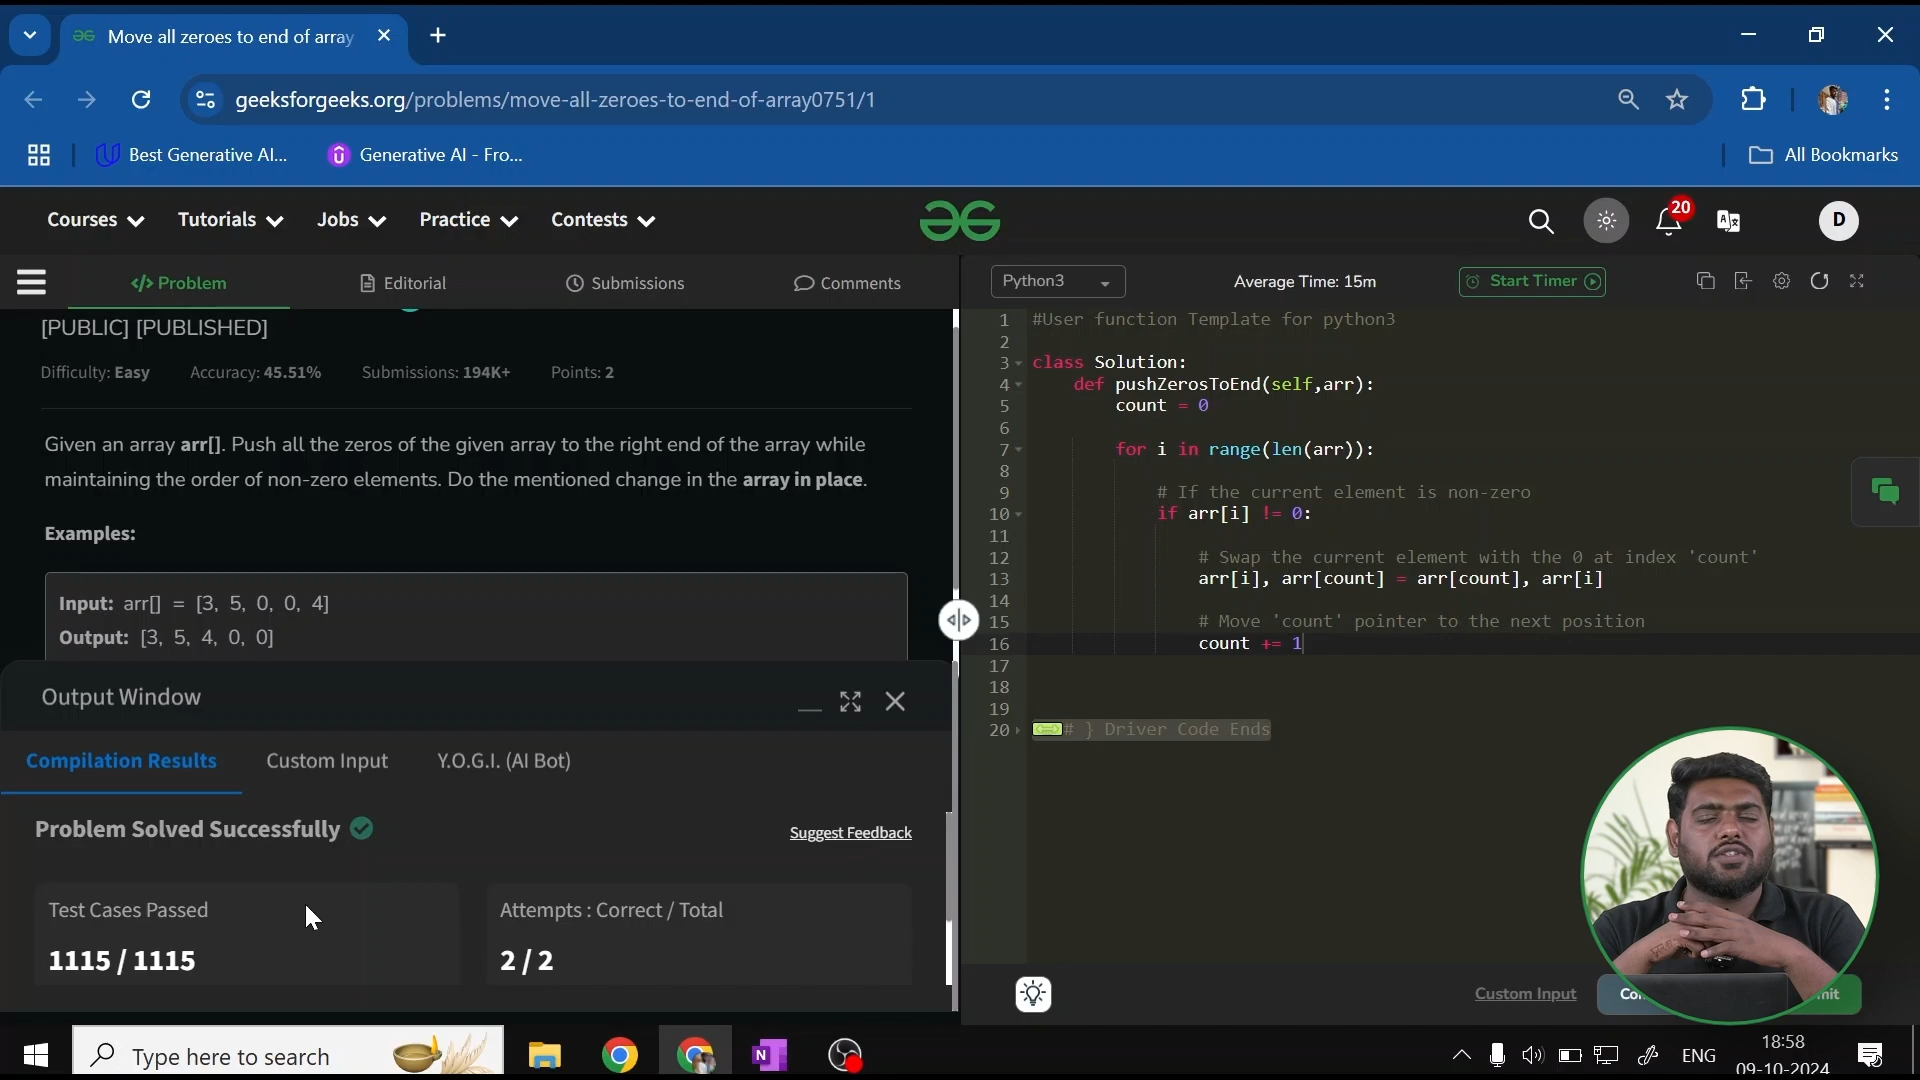 Move all zeroes to end of array
geeksforgeeks.org/problems/move-all-zeroes-to-end-of-array0751/1
Best Generative AI...
Generative AI - Fro...
All Bookmarks
Courses
Tutorials
Jobs
Practice
Contests
20
D
</> Problem
Editorial
Submissions
Comments
Python3
Average Time: 15m
Start Timer
[PUBLIC] [PUBLISHED]
Difficulty: Easy
Accuracy: 45.51%
Submissions: 194K+
Points: 2
Given an array arr[]. Push all the zeros of the given array to the right end of the array while
maintaining the order of non-zero elements. Do the mentioned change in the array in place.
Examples:
Input: arr[] = [3, 5, 0, 0, 4]
Output: [3, 5, 4, 0, 0]
Output Window
Compilation Results
Custom Input
Y.O.G.I. (AI Bot)
Problem Solved Successfully
Suggest Feedback
Test Cases Passed
1115 / 1115
Attempts : Correct / Total
2 / 2
1 #User function Template for python3
2
3 class Solution:
4 def pushZerosToEnd(self,arr):
5 count = 0
6
7 for i in range(len(arr)):
8
9 # If the current element is non-zero
10 if arr[i] != 0:
11
12 # Swap the current element with the 0 at index 'count'
13 arr[i], arr[count] = arr[count], arr[i]
14
15 # Move 'count' pointer to the next position
16 count += 1
17
18
19
20 # } Driver Code Ends
Custom Input
Type here to search
N
ENG
18:58
09-10-2024